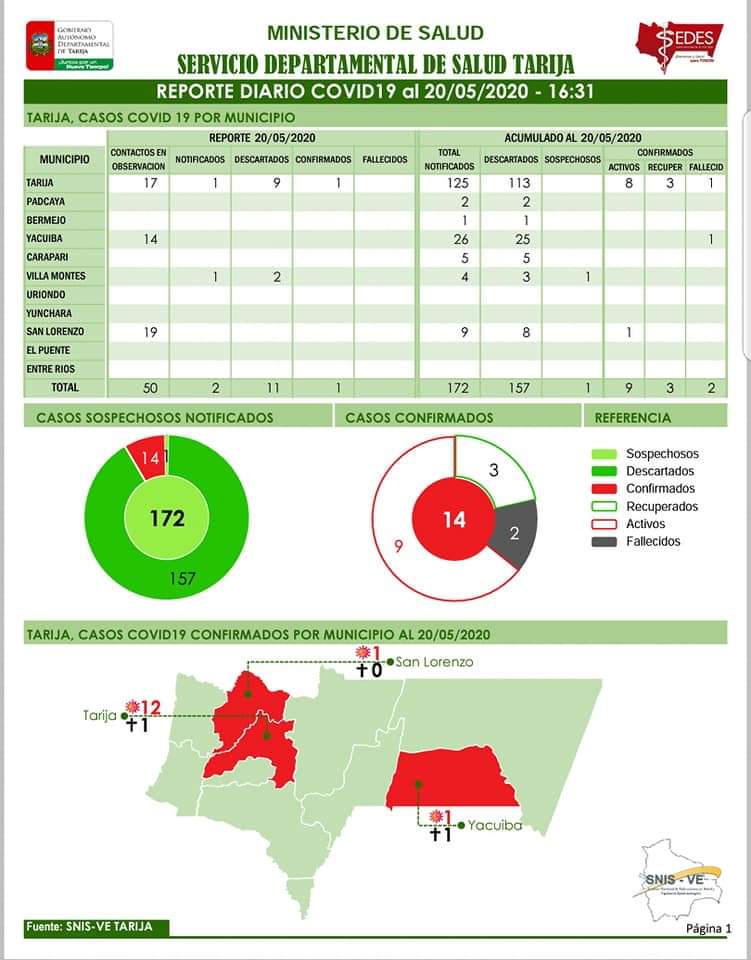 GOBIERNO
AUTÓNOMO
DEPARTAMENTAL
DE TARIJA
¡Juntos por un
Nuevo Tiempo!
MINISTERIO DE SALUD
SERVICIO DEPARTAMENTAL DE SALUD TARIJA
SEDES
REPORTE DIARIO COVID19 al 20/05/2020 - 16:31
TARIJA, CASOS COVID 19 POR MUNICIPIO
REPORTE 20/05/2020 ACUMULADO AL 20/05/2020
MUNICIPIO CONTACTOS EN OBSERVACION NOTIFICADOS DESCARTADOS CONFIRMADOS FALLECIDOS TOTAL NOTIFICADOS DESCARTADOS SOSPECHOSOS CONFIRMADOS
ACTIVOS RECUPER FALLECID
TARIJA 17 1 9 1 125 113 8 3 1
PADCAYA 2 2
BERMEJO 1 1
YACUIBA 14 26 25 1
CARAPARI 5 5
VILLA MONTES 1 2 4 3 1
URIONDO
YUNCHARA
SAN LORENZO 19 9 8 1
EL PUENTE
ENTRE RIOS
TOTAL 50 2 11 1 172 157 1 9 3 2
CASOS SOSPECHOSOS NOTIFICADOS CASOS CONFIRMADOS REFERENCIA
14 1
172
157
3
14
9
2
Sospechosos
Descartados
Confirmados
Recuperados
Activos
Fallecidos
TARIJA, CASOS COVID19 CONFIRMADOS POR MUNICIPIO AL 20/05/2020
1
0 San Lorenzo
Tarija 12
1
1
1 Yacuiba
SNIS - VE
Fuente: SNIS-VE TARIJA
Página 1